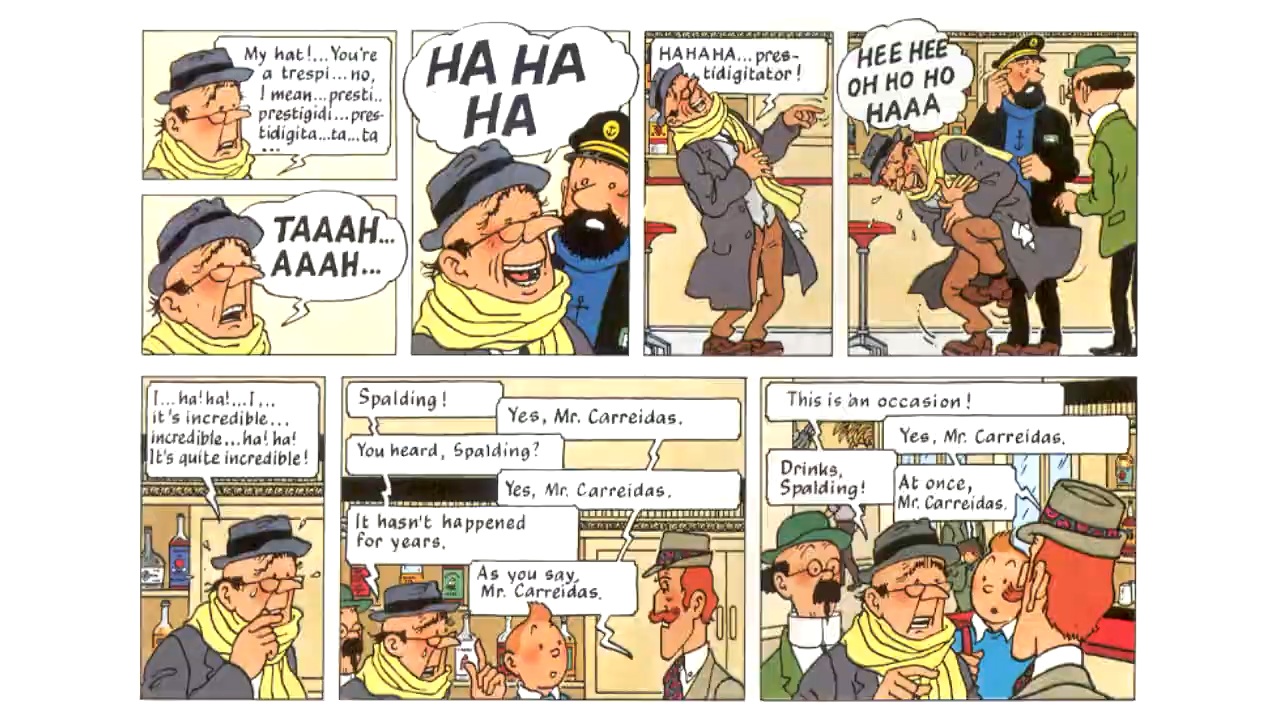 My hat!...You're
a trespi...no,
I mean...presti..
prestigidi...pres-
tidigita...ta...ta
...
TAAAH...
AAAH...
HA HA
HA
HAHAHA...pres-
tidigitator!
HEE HEE
OH HO HO
HAAA
I...ha!ha!...I...
it's incredible...
incredible...ha! ha!
It's quite incredible!
Spalding!
Yes, Mr. Carreidas.
You heard, Spalding?
Yes, Mr. Carreidas.
It hasn't happened
for years.
As you say,
Mr. Carreidas.
This is an occasion!
Yes, Mr. Carreidas.
Drinks,
Spalding!
At once,
Mr. Carreidas.